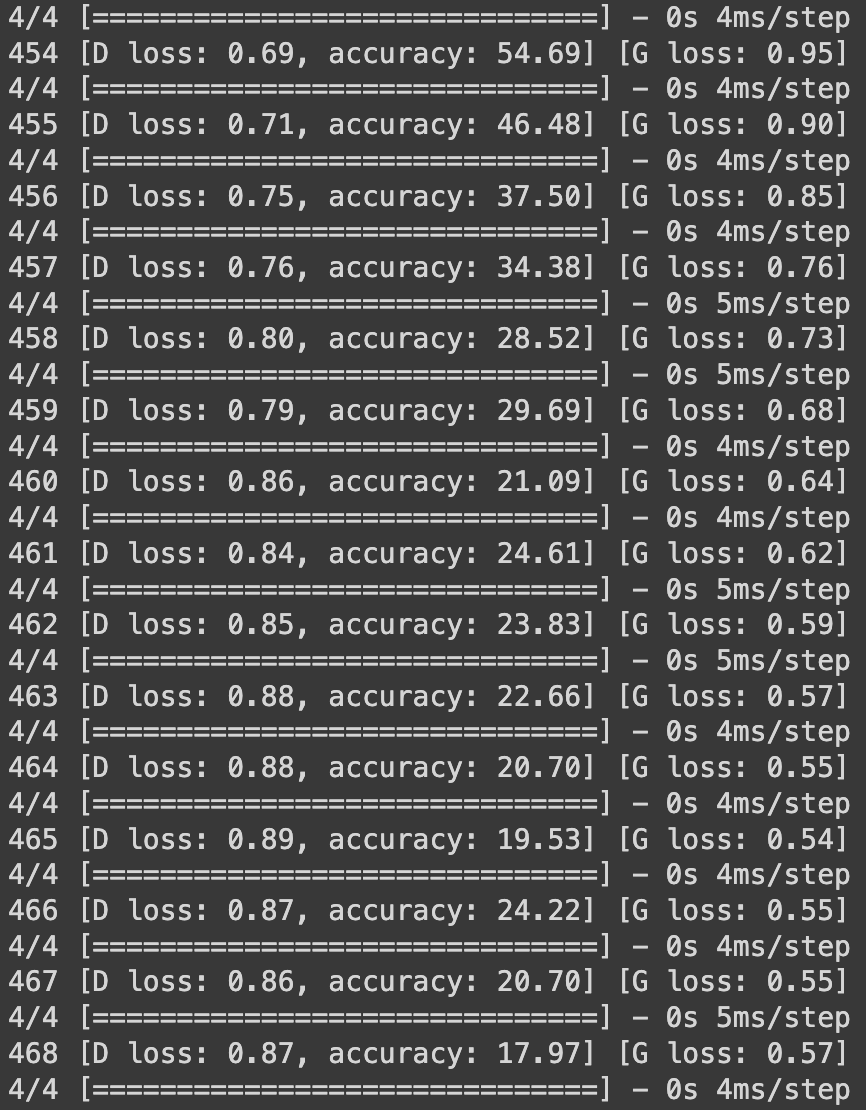 4/4 [==============================] - 0s 4ms/step
454 [D loss: 0.69, accuracy: 54.69] [G loss: 0.95]
4/4 [==============================] - 0s 4ms/step
455 [D loss: 0.71, accuracy: 46.48] [G loss: 0.90]
4/4 [==============================] - 0s 4ms/step
456 [D loss: 0.75, accuracy: 37.50] [G loss: 0.85]
4/4 [==============================] - 0s 4ms/step
457 [D loss: 0.76, accuracy: 34.38] [G loss: 0.76]
4/4 [==============================] - 0s 5ms/step
458 [D loss: 0.80, accuracy: 28.52] [G loss: 0.73]
4/4 [==============================] - 0s 5ms/step
459 [D loss: 0.79, accuracy: 29.69] [G loss: 0.68]
4/4 [==============================] - 0s 4ms/step
460 [D loss: 0.86, accuracy: 21.09] [G loss: 0.64]
4/4 [==============================] - 0s 4ms/step
461 [D loss: 0.84, accuracy: 24.61] [G loss: 0.62]
4/4 [==============================] - 0s 5ms/step
462 [D loss: 0.85, accuracy: 23.83] [G loss: 0.59]
4/4 [==============================] - 0s 5ms/step
463 [D loss: 0.88, accuracy: 22.66] [G loss: 0.57]
4/4 [==============================] - 0s 4ms/step
464 [D loss: 0.88, accuracy: 20.70] [G loss: 0.55]
4/4 [==============================] - 0s 4ms/step
465 [D loss: 0.89, accuracy: 19.53] [G loss: 0.54]
4/4 [==============================] - 0s 4ms/step
466 [D loss: 0.87, accuracy: 24.22] [G loss: 0.55]
4/4 [==============================] - 0s 4ms/step
467 [D loss: 0.86, accuracy: 20.70] [G loss: 0.55]
4/4 [==============================] - 0s 5ms/step
468 [D loss: 0.87, accuracy: 17.97] [G loss: 0.57]
4/4 [==============================] - 0s 4ms/step